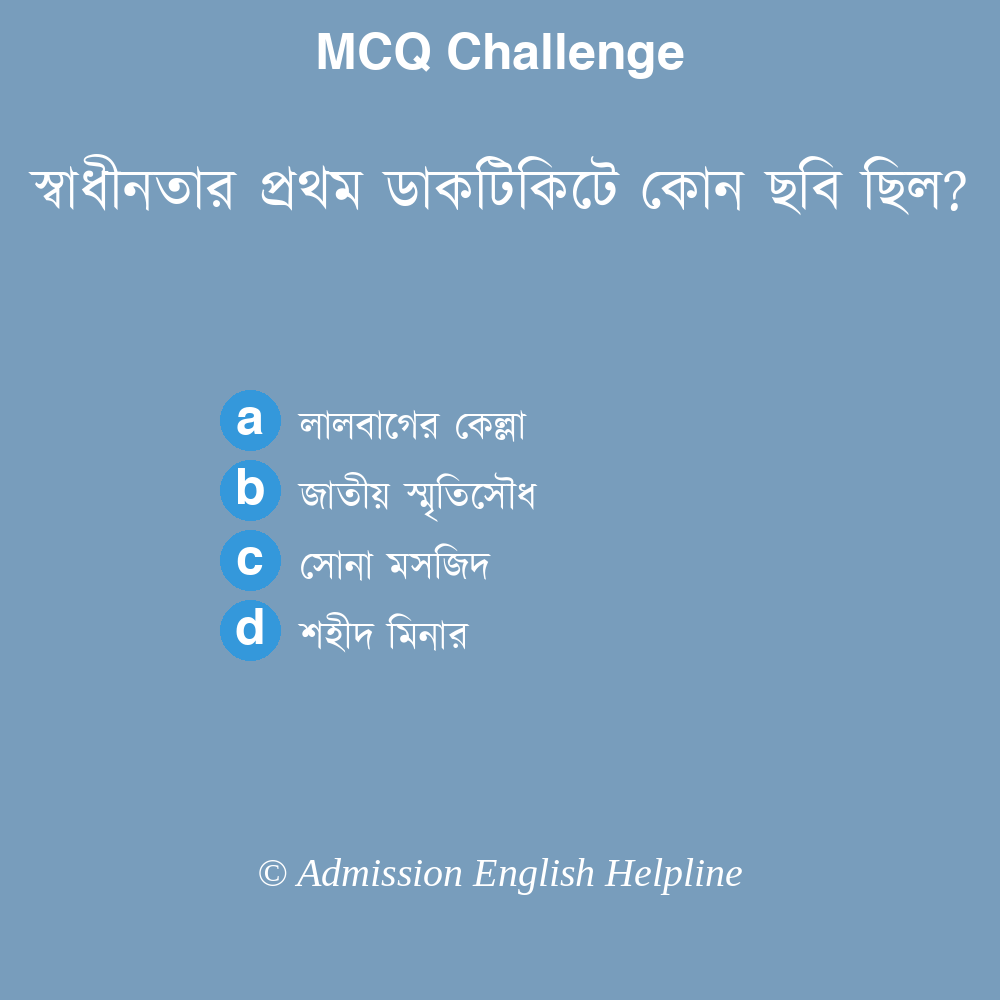 MCQ Challenge
স্বাধীনতার প্রথম ডাকটিকিটে কোন ছবি ছিল?
a লালবাগের কেল্লা
b জাতীয় স্মৃতিসৌধ
c সোনা মসজিদ
d শহীদ মিনার
© Admission English Helpline